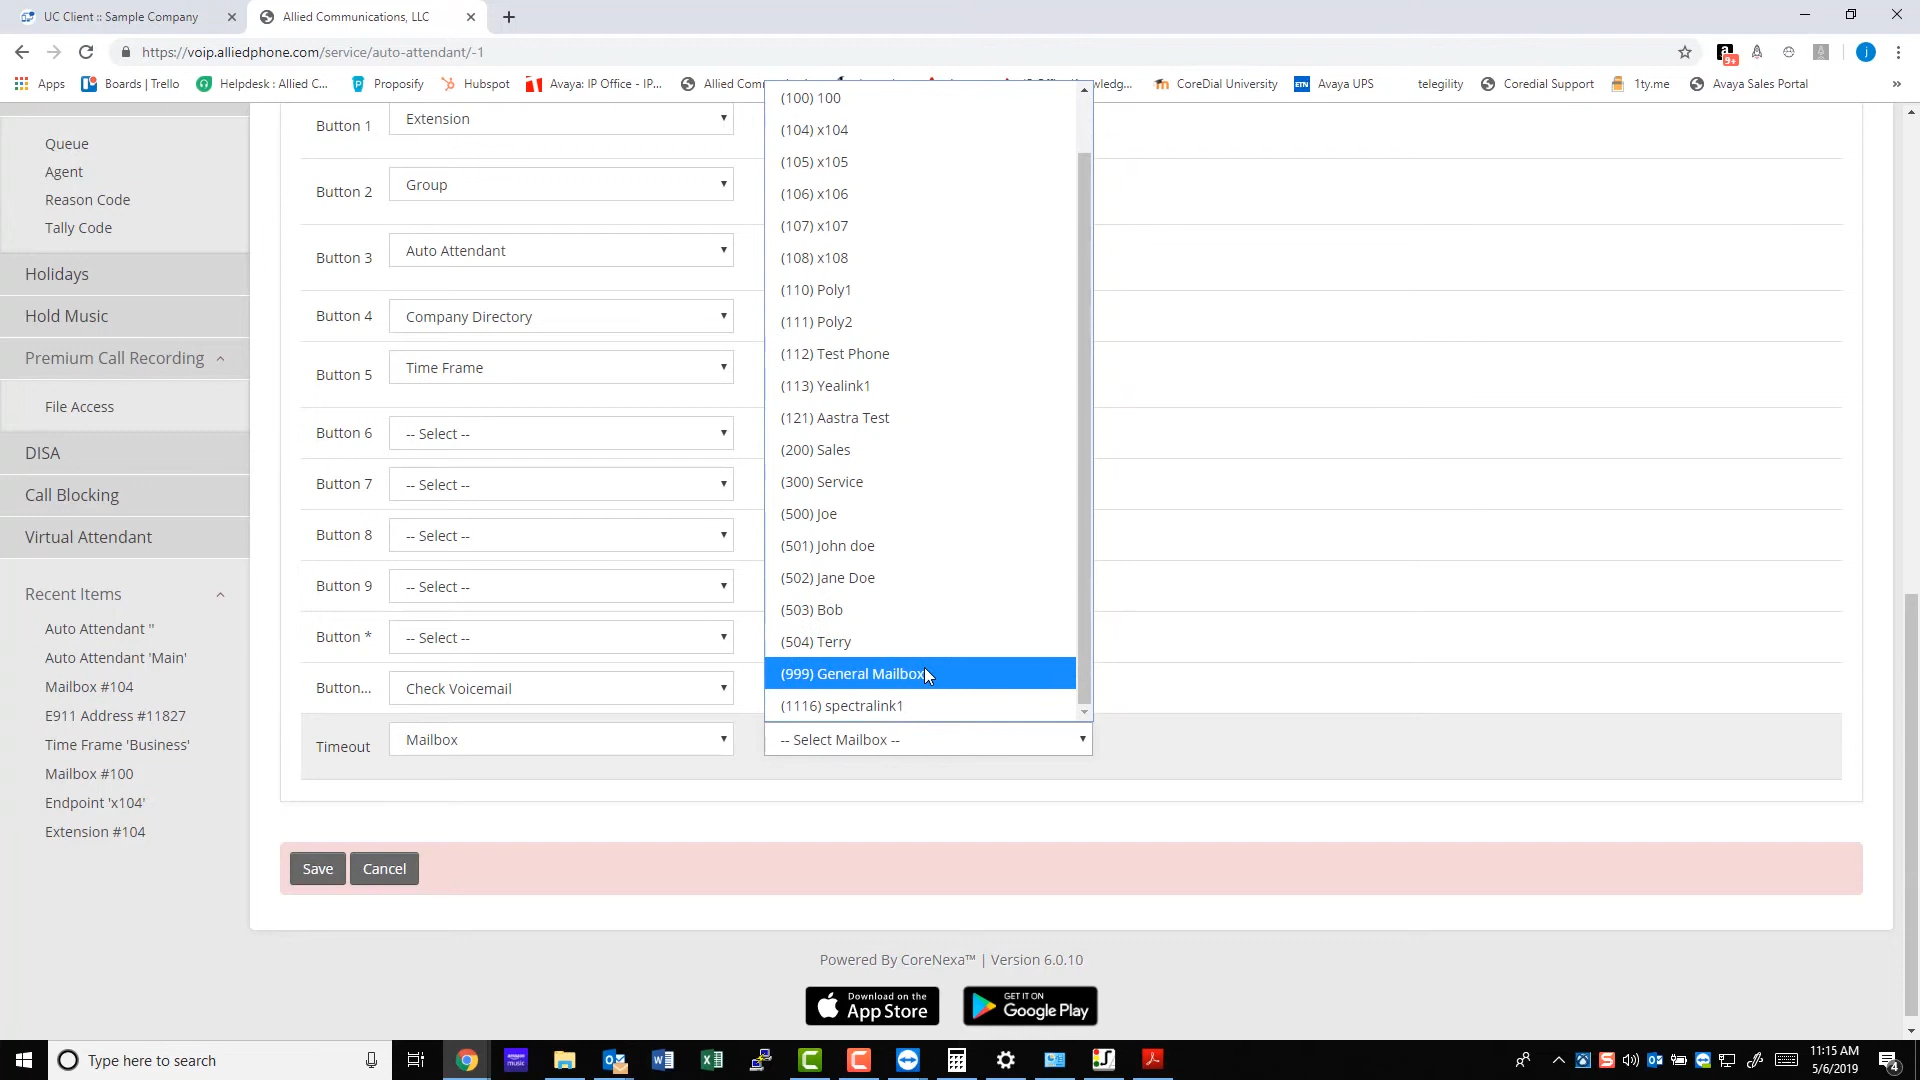 UC Client :: Sample Company
Allied Communications, LLC
https://voip.alliedphone.com/service/auto-attendant/-1
Apps
Boards | Trello
Helpdesk : Allied C...
Proposify
Hubspot
Avaya: IP Office - IP...
CoreDial University
Avaya UPS
telegility
Coredial Support
1ty.me
Avaya Sales Portal
Queue
Agent
Reason Code
Tally Code
Holidays
Hold Music
Premium Call Recording
File Access
DISA
Call Blocking
Virtual Attendant
Recent Items
Auto Attendant ''
Auto Attendant 'Main'
Mailbox #104
E911 Address #11827
Time Frame 'Business'
Mailbox #100
Endpoint 'x104'
Extension #104
Button 1 Extension
Button 2 Group
Button 3 Auto Attendant
Button 4 Company Directory
Button 5 Time Frame
Button 6 -- Select --
Button 7 -- Select --
Button 8 -- Select --
Button 9 -- Select --
Button * -- Select --
Button... Check Voicemail
Timeout Mailbox
(100) 100
(104) x104
(105) x105
(106) x106
(107) x107
(108) x108
(110) Poly1
(111) Poly2
(112) Test Phone
(113) Yealink1
(121) Aastra Test
(200) Sales
(300) Service
(500) Joe
(501) John doe
(502) Jane Doe
(503) Bob
(504) Terry
(999) General Mailbox
(1116) spectralink1
-- Select Mailbox --
Save
Cancel
Powered By CoreNexa™ | Version 6.0.10
Download on the
App Store
GET IT ON
Google Play
Type here to search
11:15 AM
5/6/2019
4